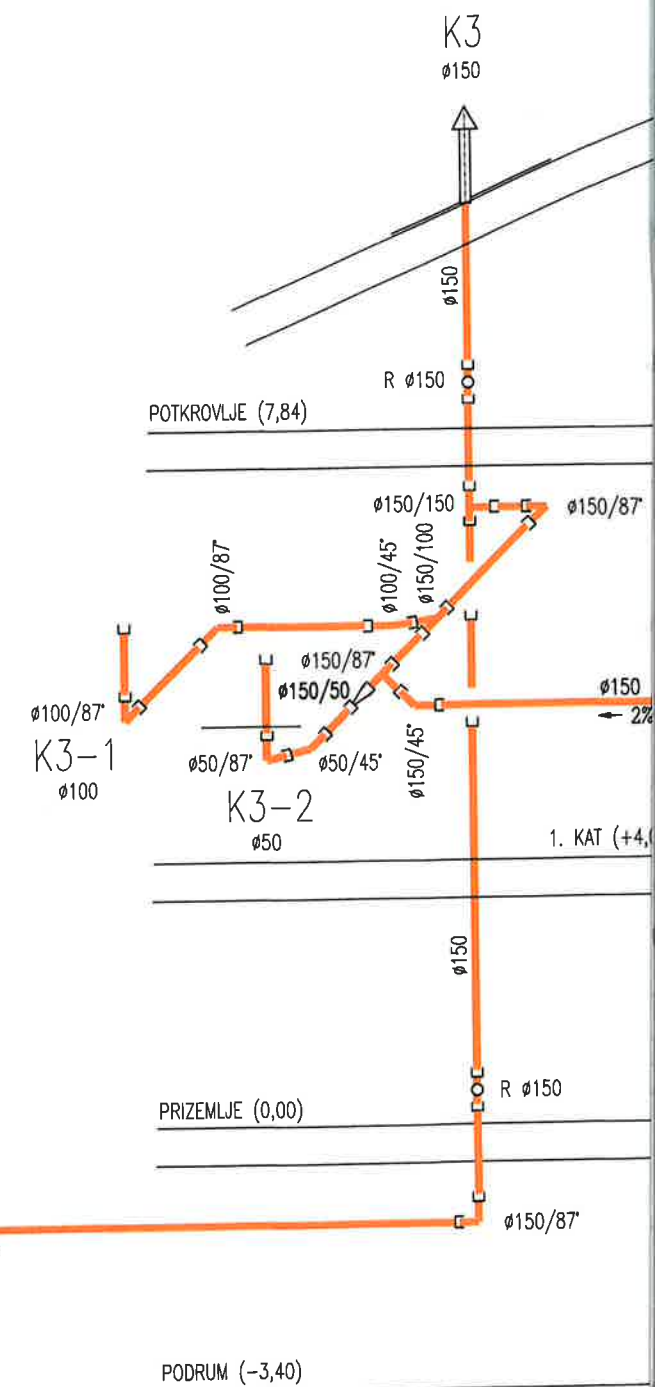 K3
ø150
ø150
R ø150
POTKROVLJE (7,84)
ø150/150
ø150/87°
ø100/87°
ø100/45°
ø150/100
ø150/87°
ø150/50
ø150
← 2%
ø100/87°
K3-1
ø100
ø50/87°
ø50/45°
ø150/45°
K3-2
ø50
1. KAT (+4,
ø150
R ø150
PRIZEMLJE (0,00)
ø150/87°
PODRUM (-3,40)